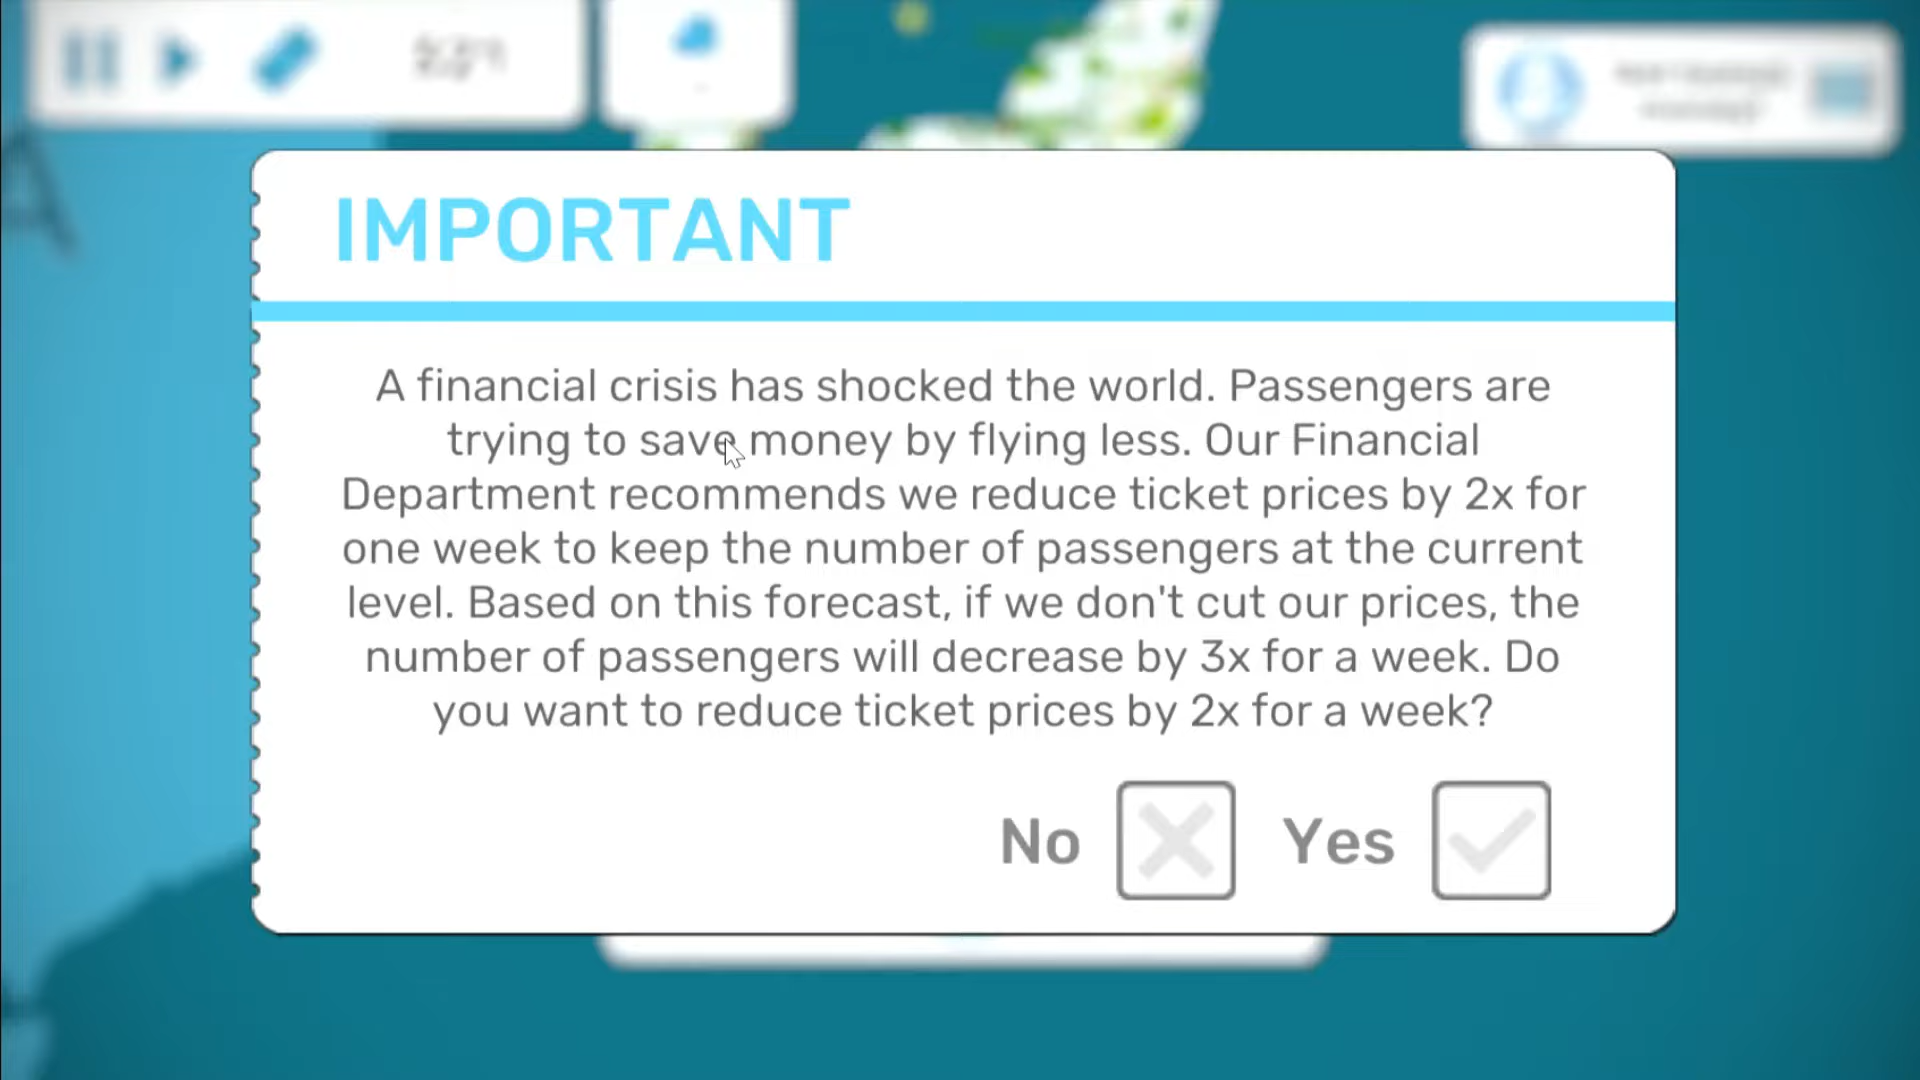 IMPORTANT
A financial crisis has shocked the world. Passengers are
trying to save money by flying less. Our Financial
Department recommends we reduce ticket prices by 2x for
one week to keep the number of passengers at the current
level. Based on this forecast, if we don't cut our prices, the
number of passengers will decrease by 3x for a week. Do
you want to reduce ticket prices by 2x for a week?
No Yes